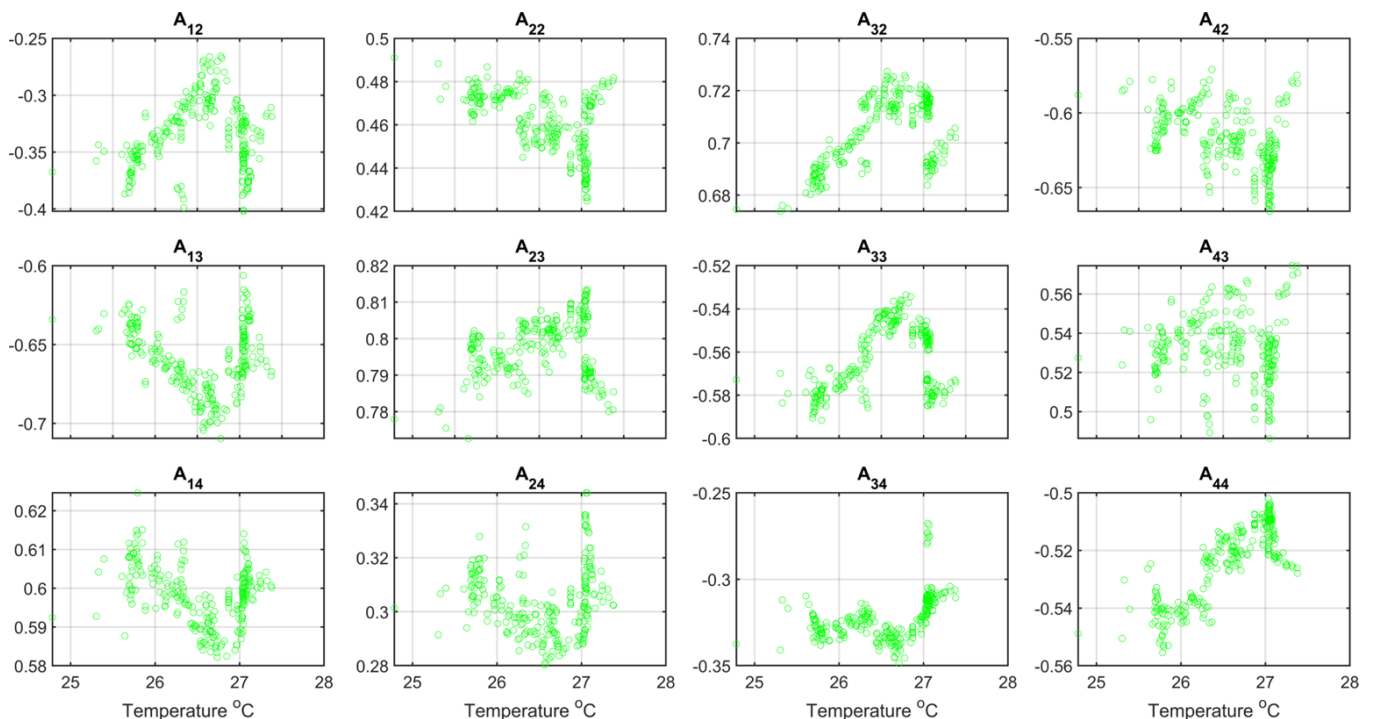 A12 A22 A32 A42
-0.25 0.5 0.74 -0.55
-0.3 0.48 0.72 -0.6
-0.35 0.46 0.7 -0.65
-0.4 0.44 0.68
0.42
A13 A23 A33 A43
-0.6 0.82 -0.52 0.56
-0.65 0.81 -0.54 0.54
-0.7 0.8 -0.56 0.52
0.79 -0.58 0.5
0.78 -0.6
A14 A24 A34 A44
0.62 0.34 -0.25 -0.5
0.61 0.32 -0.3 -0.52
0.6 0.3 -0.35 -0.54
0.59 0.28 -0.56
0.58
25 26 27 28 25 26 27 28 25 26 27 28 25 26 27 28
Temperature °C Temperature °C Temperature °C Temperature °C